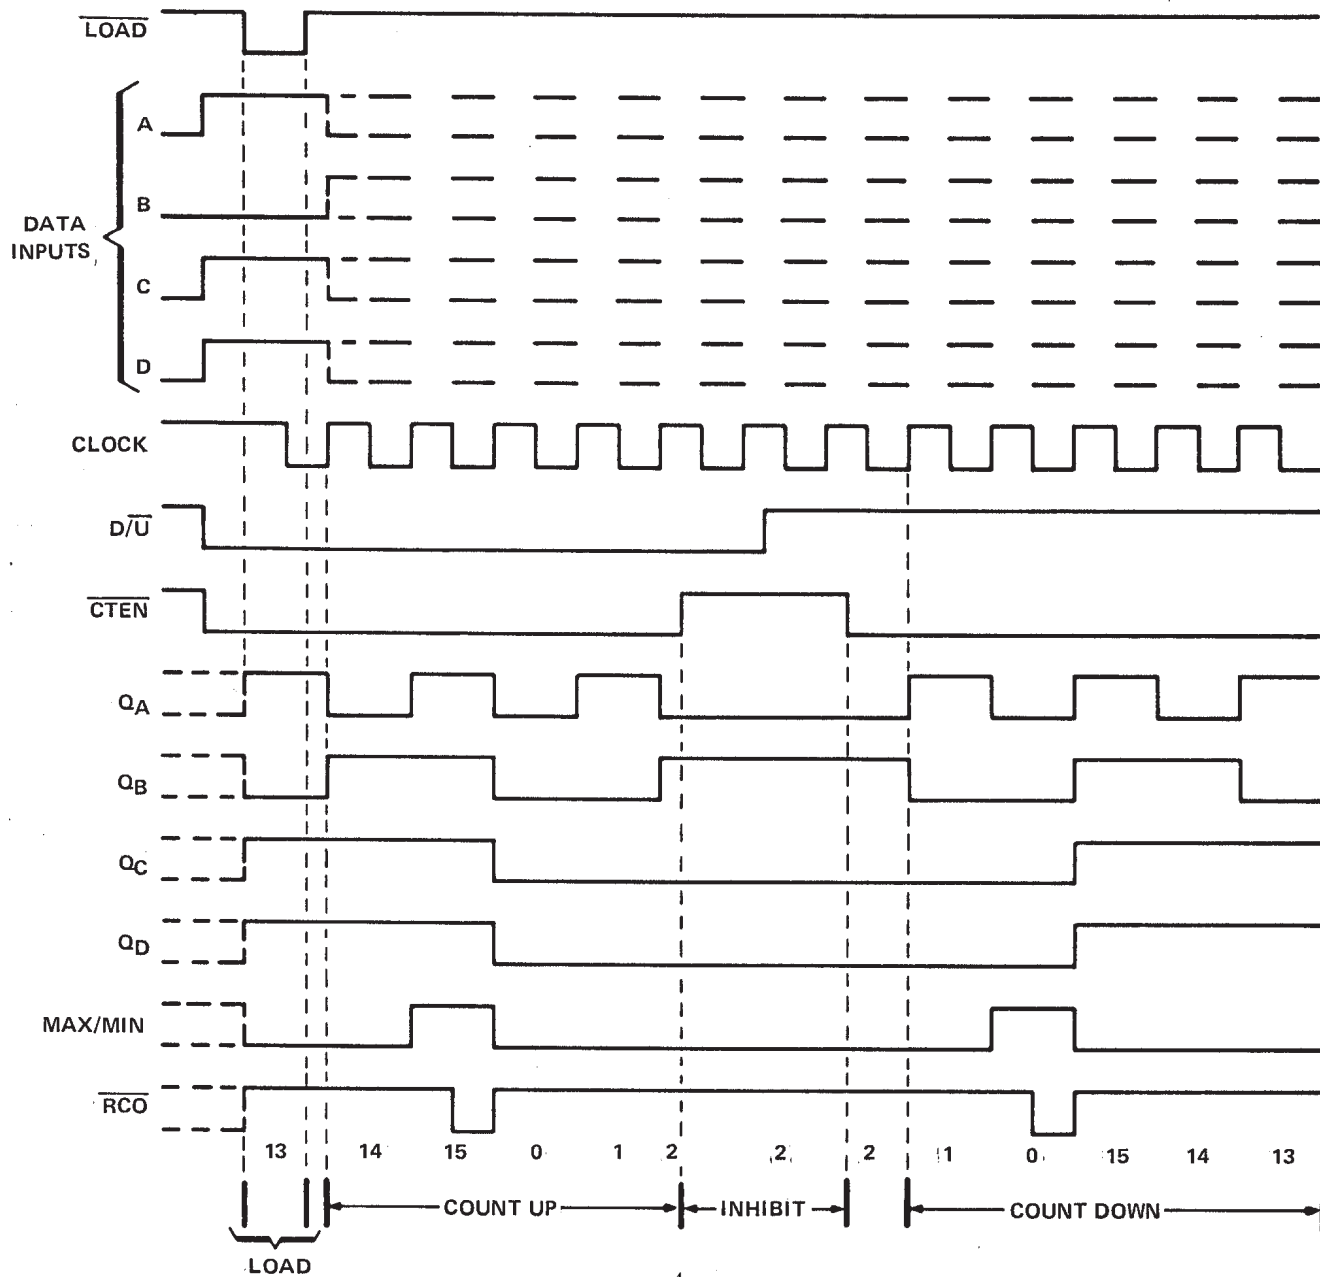 LOAD
A
B
DATA
INPUTS
C
D
CLOCK
D/U
CTEN
QA
QB
QC
QD
MAX/MIN
RCO
13 14 15 0 1 2 2 2 1 0 15 14 13
COUNT UP INHIBIT COUNT DOWN
LOAD